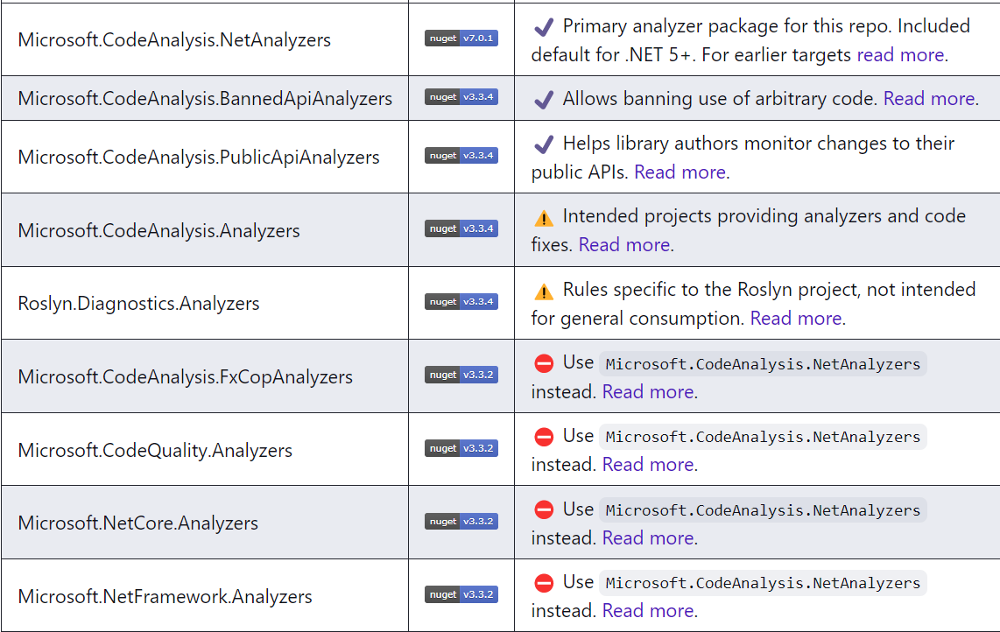 Microsoft.CodeAnalysis.NetAnalyzers
nuget v7.0.1
Primary analyzer package for this repo. Included
default for .NET 5+. For earlier targets read more.
Microsoft.CodeAnalysis.BannedApiAnalyzers
nuget v3.3.4
Allows banning use of arbitrary code. Read more.
Microsoft.CodeAnalysis.PublicApiAnalyzers
nuget v3.3.4
Helps library authors monitor changes to their
public APIs. Read more.
Microsoft.CodeAnalysis.Analyzers
nuget v3.3.4
Intended projects providing analyzers and code
fixes. Read more.
Roslyn.Diagnostics.Analyzers
nuget v3.3.4
Rules specific to the Roslyn project, not intended
for general consumption. Read more.
Microsoft.CodeAnalysis.FxCopAnalyzers
nuget v3.3.2
Use Microsoft.CodeAnalysis.NetAnalyzers
instead. Read more.
Microsoft.CodeQuality.Analyzers
nuget v3.3.2
Use Microsoft.CodeAnalysis.NetAnalyzers
instead. Read more.
Microsoft.NetCore.Analyzers
nuget v3.3.2
Use Microsoft.CodeAnalysis.NetAnalyzers
instead. Read more.
Microsoft.NetFramework.Analyzers
nuget v3.3.2
Use Microsoft.CodeAnalysis.NetAnalyzers
instead. Read more.